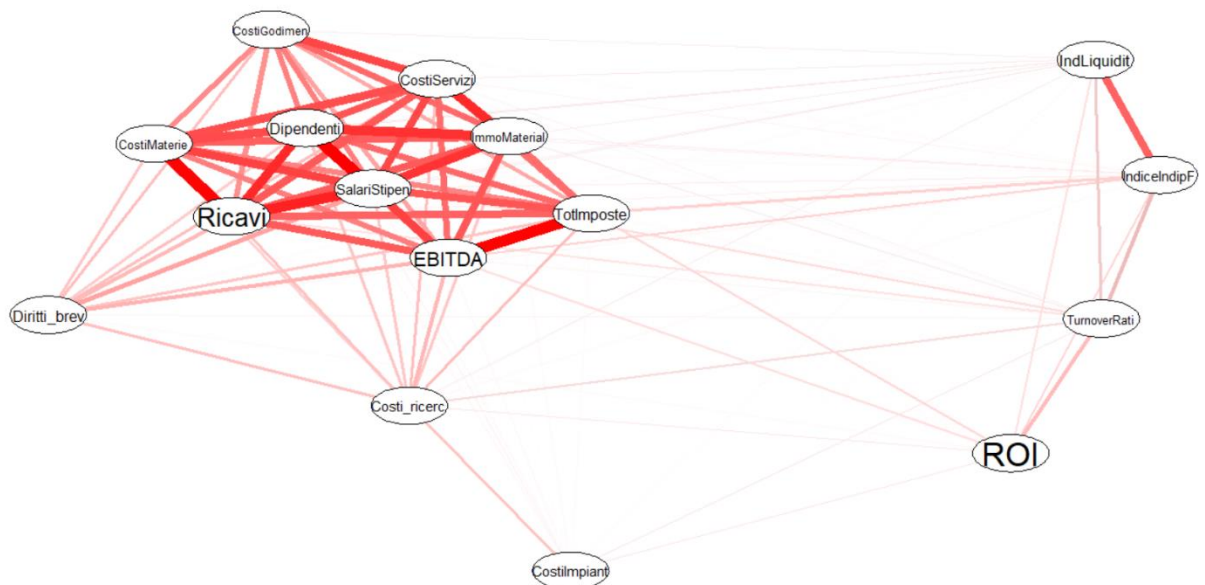 CostiGodimen
IndLiquidit
CostiServizi
Dipendenti
ImmoMaterial
CostiMaterie
IndiceIndipF
SalariStipen
Ricavi
TotImposte
EBITDA
Diritti_brev
TurnoverRati
Costi_ricerc
ROI
CostiImpiant